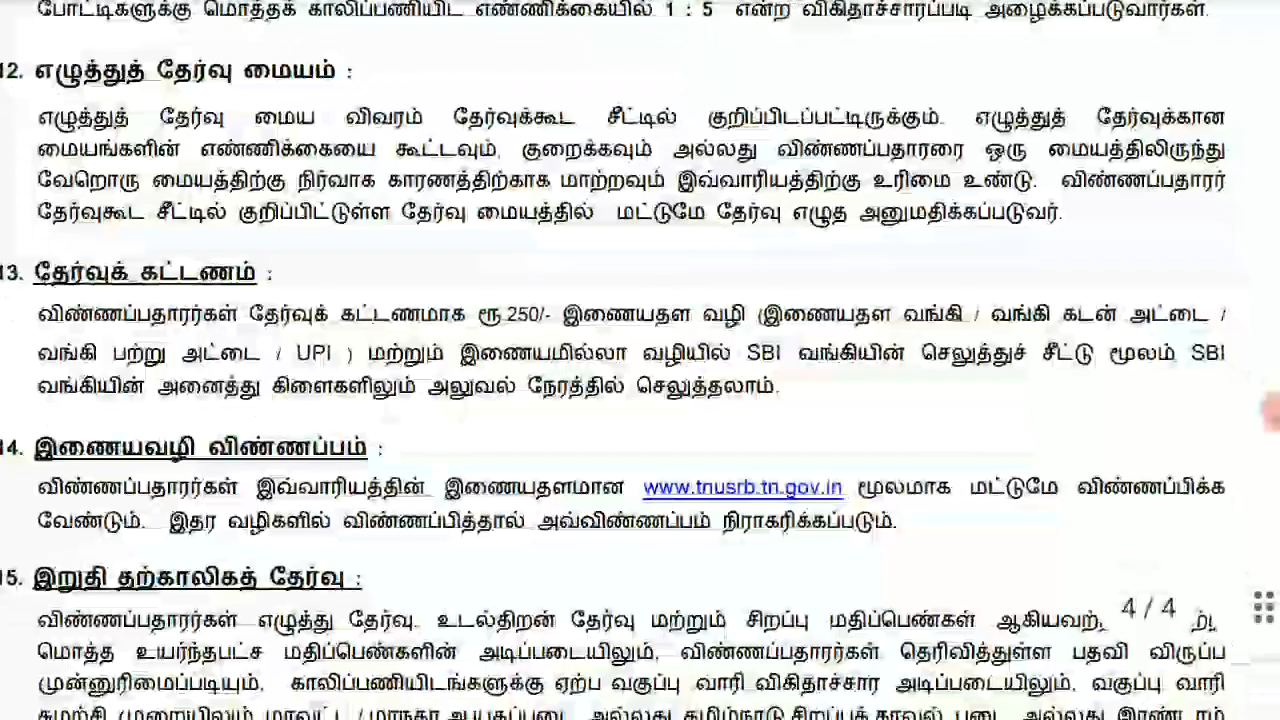 போட்டிகளுக்கு மொத்தக் காலிப்பணியிட எண்ணிக்கையில் 1 : 5 என்ற விகிதாச்சாரப்படி அழைக்கப்படுவார்கள்.
12. எழுத்துத் தேர்வு மையம் :
எழுத்துத் தேர்வு மைய விவரம் தேர்வுக்கூட சீட்டில் குறிப்பிடப்பட்டிருக்கும். எழுத்துத் தேர்வுக்கான
மையங்களின் எண்ணிக்கையை கூட்டவும், குறைக்கவும் அல்லது விண்ணப்பதாரரை ஒரு மையத்திலிருந்து
வேறொரு மையத்திற்கு நிர்வாக காரணத்திற்காக மாற்றவும் இவ்வாரியத்திற்கு உரிமை உண்டு. விண்ணப்பதாரர்
தேர்வுகூட சீட்டில் குறிப்பிட்டுள்ள தேர்வு மையத்தில் மட்டுமே தேர்வு எழுத அனுமதிக்கப்படுவர்.
13. தேர்வுக் கட்டணம் :
விண்ணப்பதாரர்கள் தேர்வுக் கட்டணமாக ரூ.250/- இணையதள வழி (இணையதள வங்கி / வங்கி கடன் அட்டை /
வங்கி பற்று அட்டை / UPI ) மற்றும் இணையமில்லா வழியில் SBI வங்கியின் செலுத்துச் சீட்டு மூலம் SBI
வங்கியின் அனைத்து கிளைகளிலும் அலுவல் நேரத்தில் செலுத்தலாம்.
14. இணையவழி விண்ணப்பம் :
விண்ணப்பதாரர்கள் இவ்வாரியத்தின் இணையதளமான www.tnusrb.tn.gov.in மூலமாக மட்டுமே விண்ணப்பிக்க
வேண்டும். இதர வழிகளில் விண்ணப்பித்தால் அவ்விண்ணப்பம் நிராகரிக்கப்படும்.
15. இறுதி தற்காலிகத் தேர்வு :
விண்ணப்பதாரர்கள் எழுத்து தேர்வு, உடல்திறன் தேர்வு மற்றும் சிறப்பு மதிப்பெண்கள் 4 / 4
மொத்த உயர்ந்தபட்ச மதிப்பெண்களின் அடிப்படையிலும், விண்ணப்பதாரர்கள் தெரிவித்துள்ள பதவி விருப்ப
முன்னுரிமைப்படியும், காலிப்பணியிடங்களுக்கு ஏற்ப வகுப்பு வாரி விகிதாச்சார அடிப்படையிலும், வகுப்பு வாரி